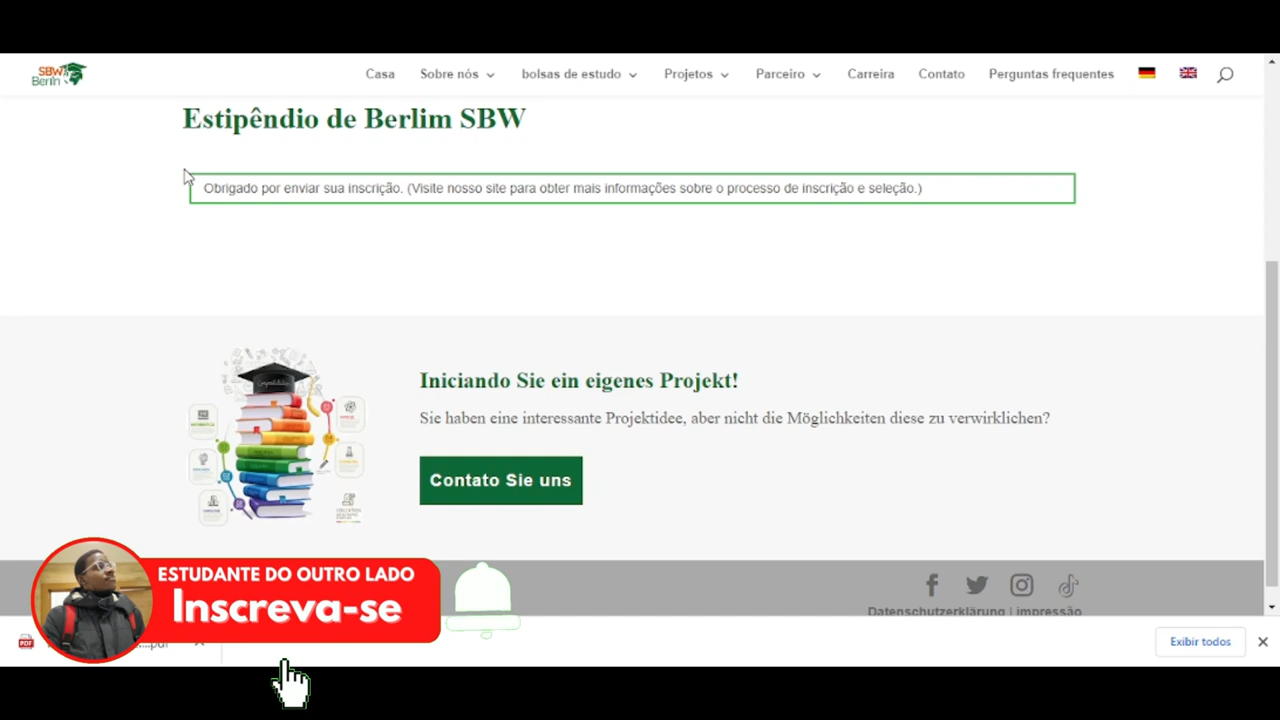 SBW
Berlin
Casa
Sobre nós
bolsas de estudo
Projetos
Parceiro
Carreira
Contato
Perguntas frequentes
Estipêndio de Berlim SBW
Obrigado por enviar sua inscrição. (Visite nosso site para obter mais informações sobre o processo de inscrição e seleção.)
Iniciando Sie ein eigenes Projekt!
Sie haben eine interessante Projektidee, aber nicht die Möglichkeiten diese zu verwirklichen?
Contato Sie uns
ESTUDANTE DO OUTRO LADO
Inscreva-se
Datenschutzerklärung | impressão
PDF
...pdf
Exibir todos